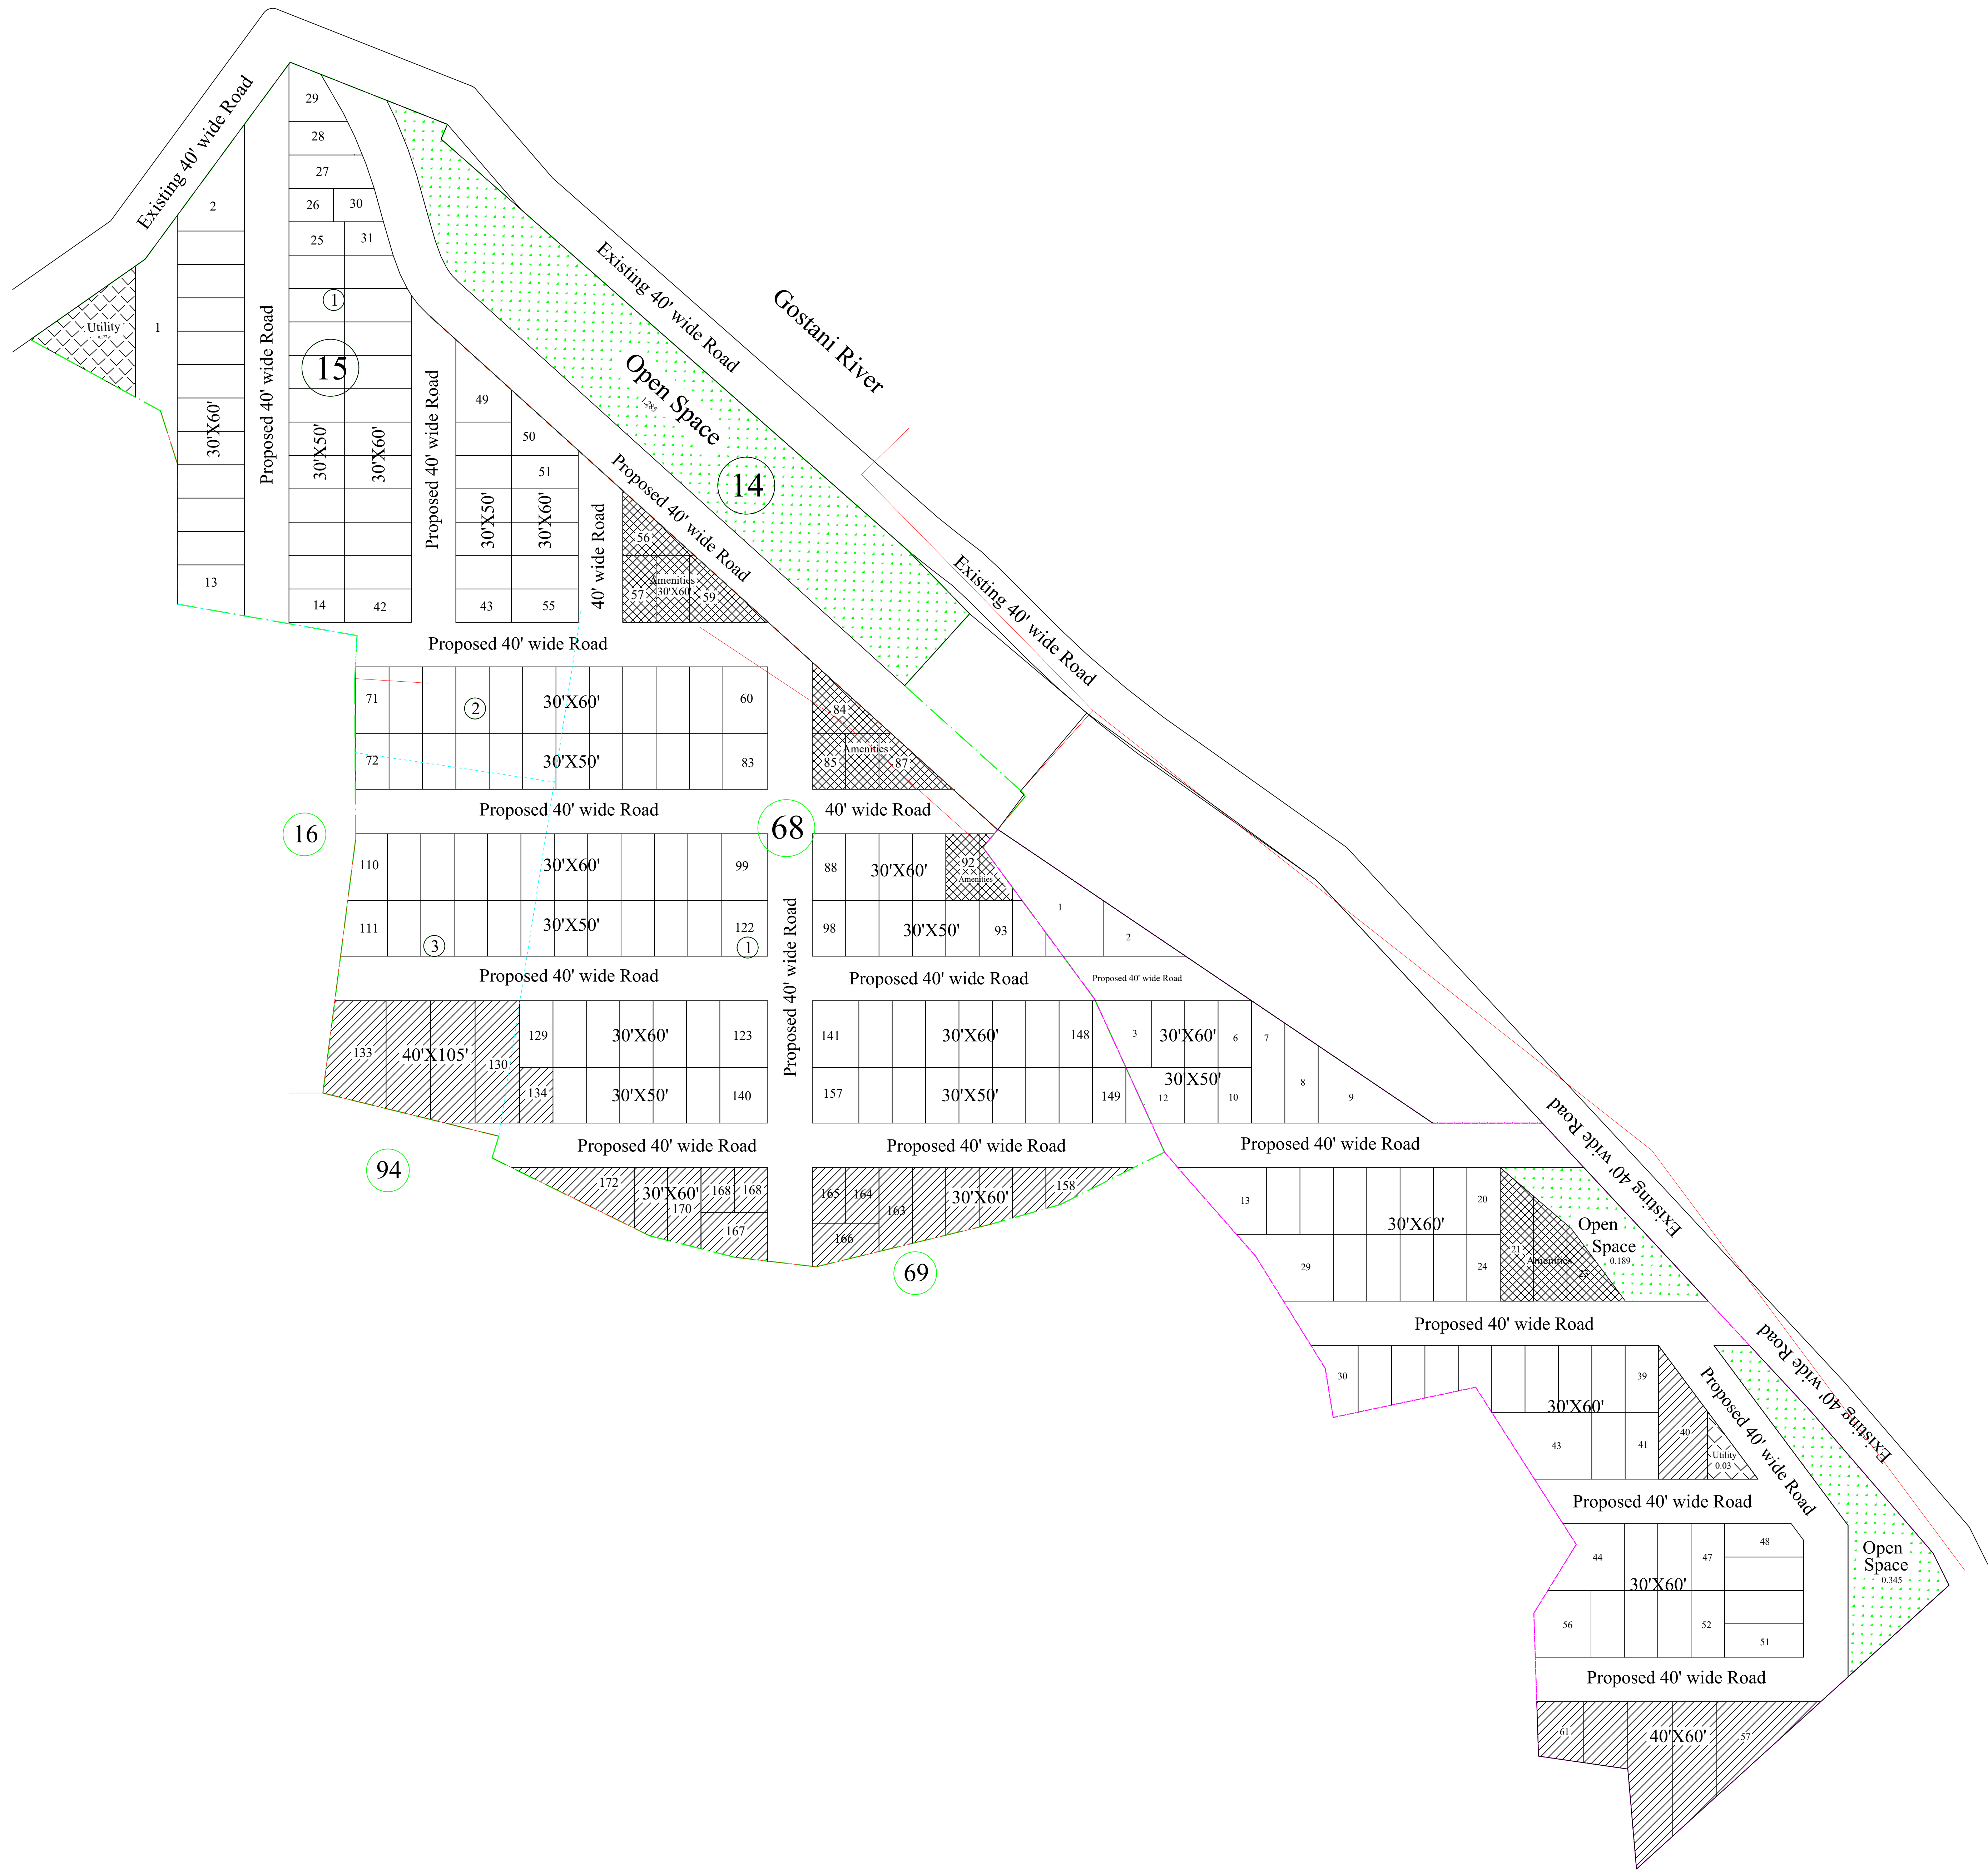 Existing 40' wide Road
29
28
27
26
30
2
25
31
1
Existing 40' wide Road
Gostani River
Utility
1
Proposed 40' wide Road
15
Open Space
1.285
Proposed 40' wide Road
49
50
51
14
30'X60'
30'X50'
30'X60'
Proposed 40' wide Road
30'X50'
30'X60'
40' wide Road
56
Amenities
30'X60'
57
59
Existing 40' wide Road
13
14
42
43
55
Proposed 40' wide Road
71
2
30'X60'
60
84
72
30'X50'
83
Amenities
85
87
Proposed 40' wide Road
68
40' wide Road
16
110
30'X60'
99
88
30'X60'
92
Amenities
111
3
30'X50'
122
1
98
30'X50'
93
1
2
Proposed 40' wide Road
Proposed 40' wide Road
Proposed 40' wide Road
Proposed 40' wide Road
133
40'X105'
130
129
30'X60'
123
141
30'X60'
148
3
30'X60'
6
7
134
30'X50'
140
157
30'X50'
149
30'X50'
12
10
8
9
Proposed 40' wide Road
Proposed 40' wide Road
Proposed 40' wide Road
Existing 40' wide Road
94
172
30'X60'
170
168
168
167
165
164
163
166
30'X60'
158
69
13
20
30'X60'
29
24
21
Amenities
23
Open
Space
0.189
Proposed 40' wide Road
Existing 40' wide Road
30
39
30'X60'
43
41
40
Utility
0.03
Proposed 40' wide Road
Proposed 40' wide Road
44
47
48
30'X60'
56
52
51
Open
Space
0.345
Proposed 40' wide Road
61
40'X60'
57